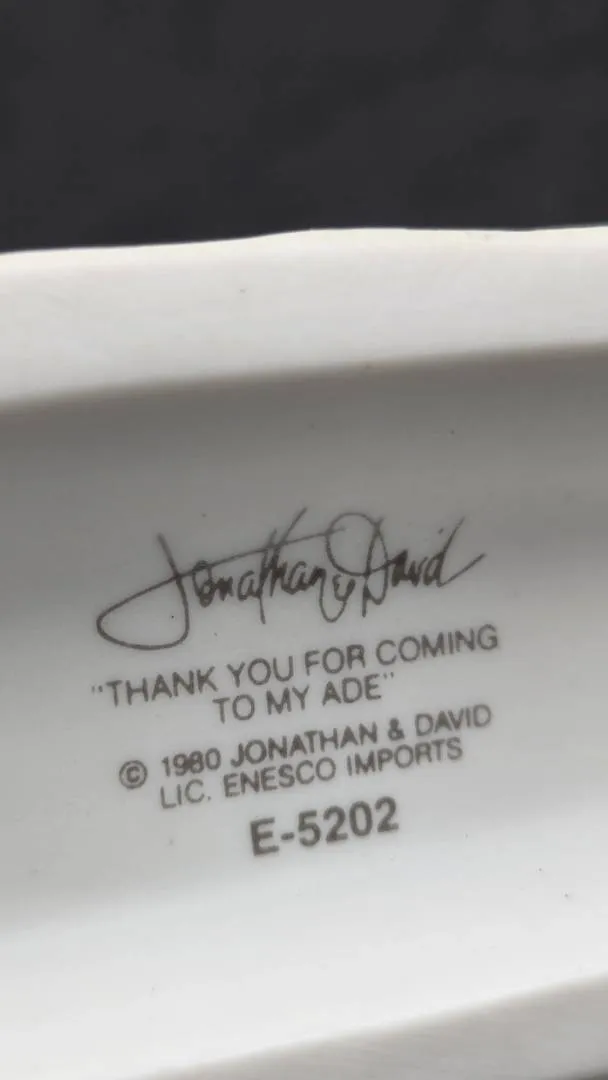 Jonathan & David
"THANK YOU FOR COMING
TO MY ADE"
© 1980 JONATHAN & DAVID
LIC. ENESCO IMPORTS
E-5202